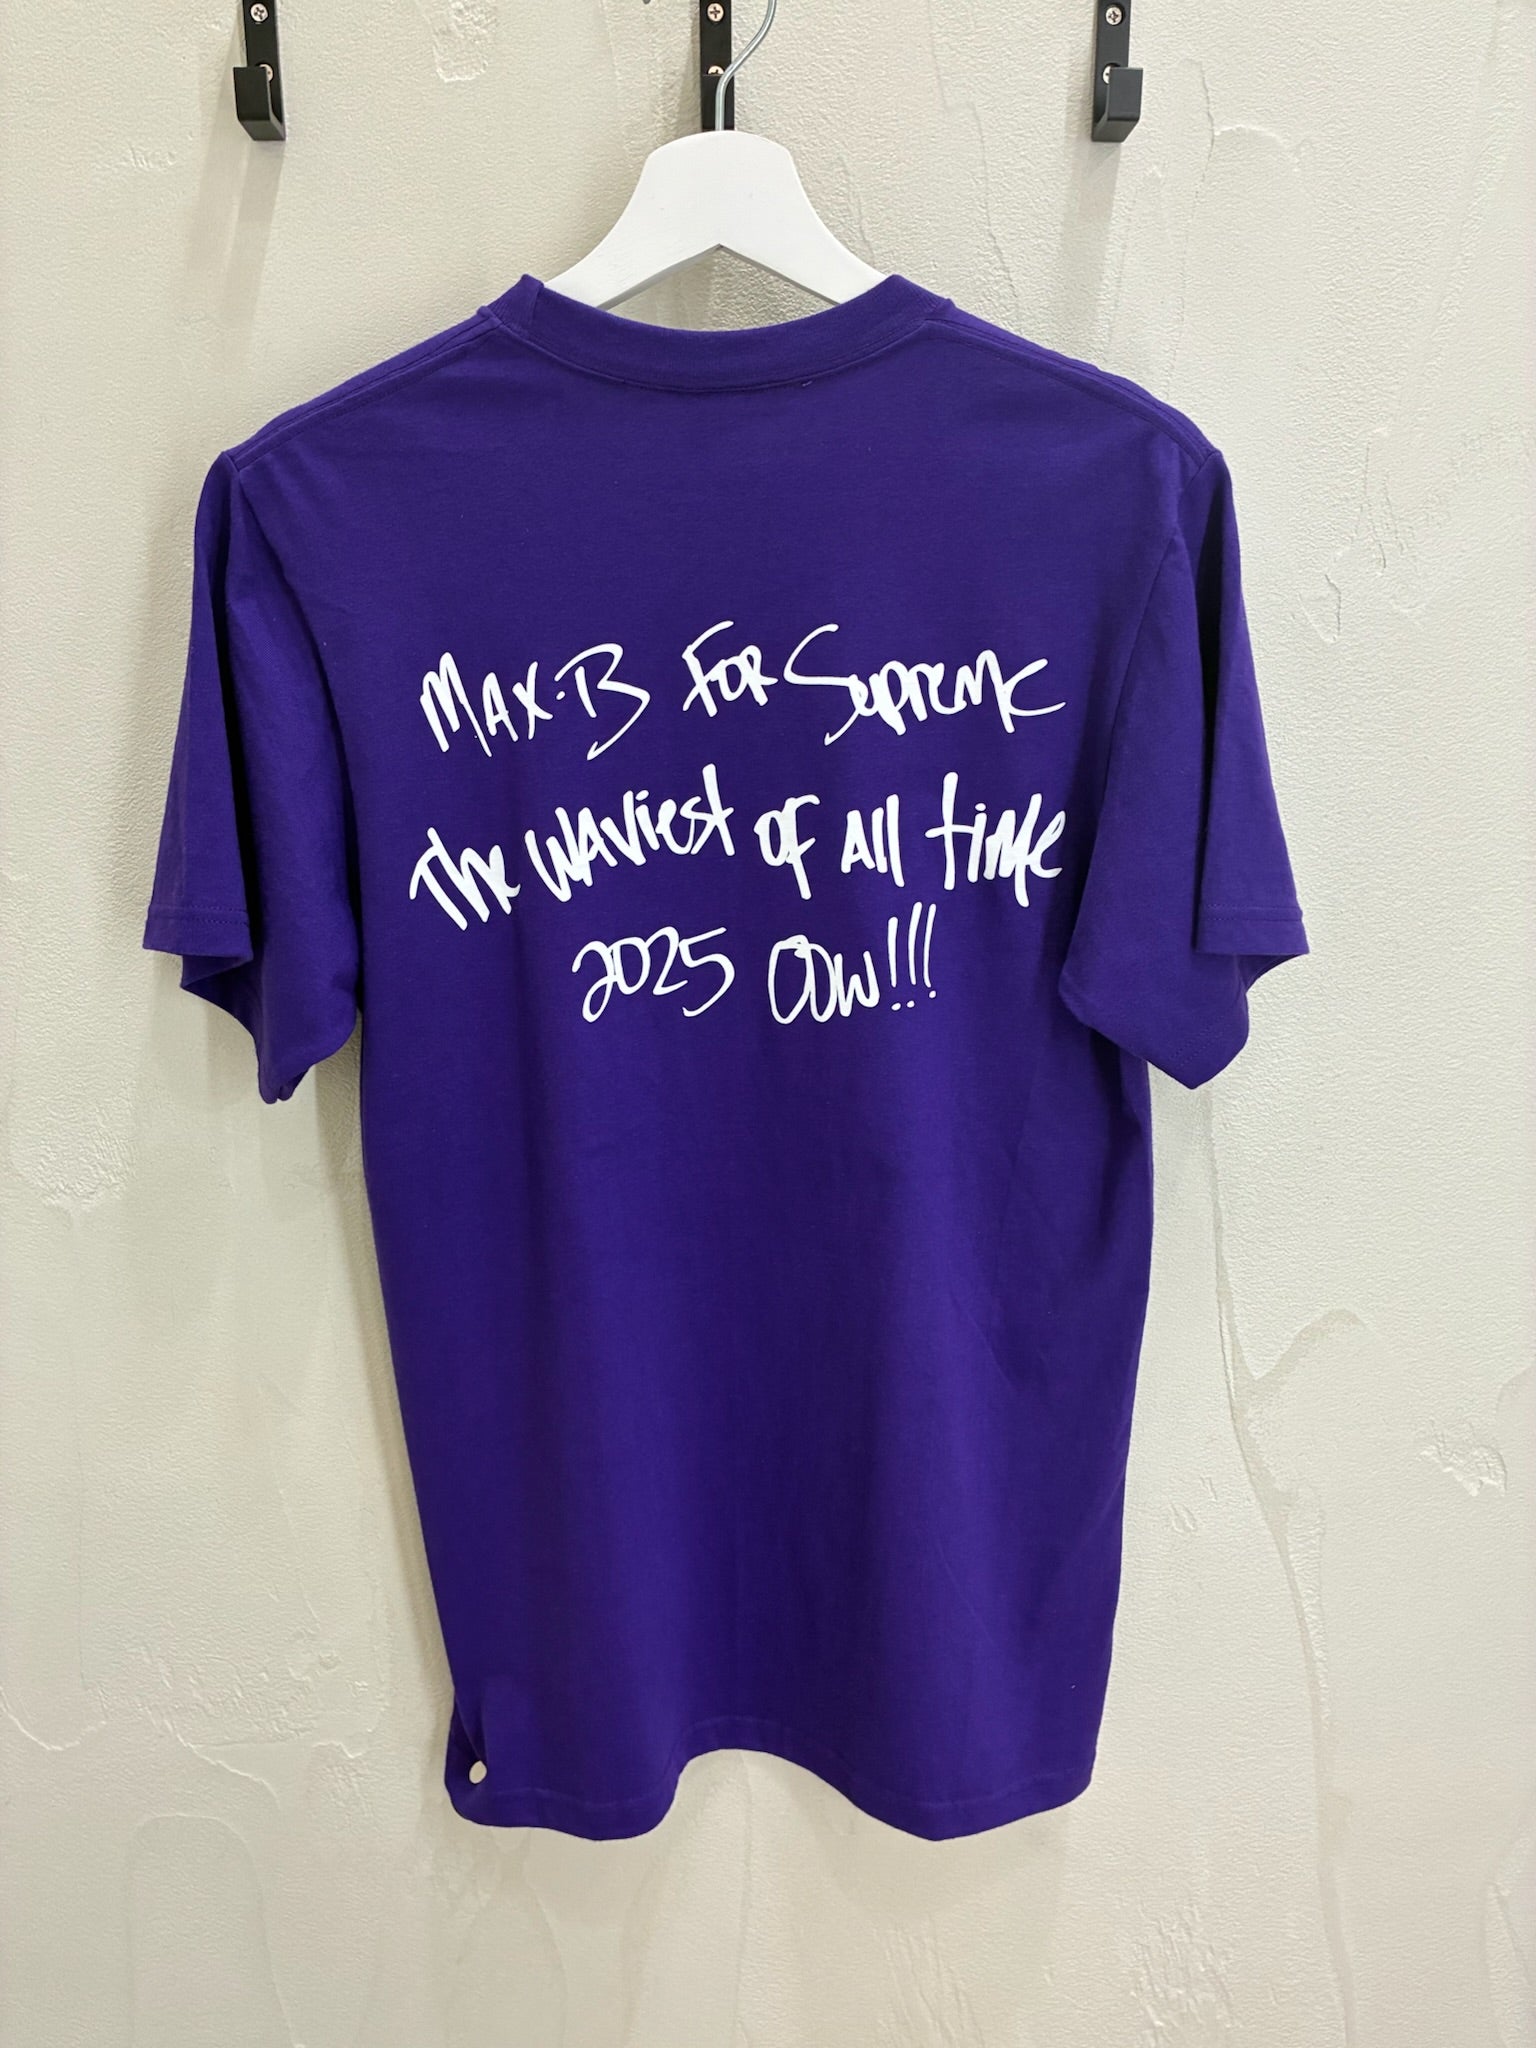 MAX.B FOR Supreme
The waviest of All time
2025 OOW!!!